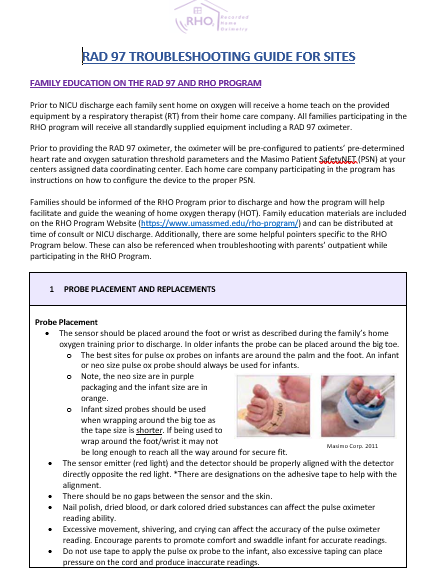 RHO
Recorded
Home
Oximetry
RAD 97 TROUBLESHOOTING GUIDE FOR SITES
FAMILY EDUCATION ON THE RAD 97 AND RHO PROGRAM
Prior to NICU discharge each family sent home on oxygen will receive a home teach on the provided
equipment by a respiratory therapist (RT) from their home care company. All families participating in the
RHO program will receive all standardly supplied equipment including a RAD 97 oximeter.
Prior to providing the RAD 97 oximeter, the oximeter will be pre-configured to patients' pre-determined
heart rate and oxygen saturation threshold parameters and the Masimo Patient SafetyNET (PSN) at your
centers assigned data coordinating center. Each home care company participating in the program has
instructions on how to configure the device to the proper PSN.
Families should be informed of the RHO Program prior to discharge and how the program will help
facilitate and guide the weaning of home oxygen therapy (HOT). Family education materials are included
on the RHO Program Website (https://www.umassmed.edu/rho-program/) and can be distributed at
time of consult or NICU discharge. Additionally, there are some helpful pointers specific to the RHO
Program below. These can also be referenced when troubleshooting with parents' outpatient while
participating in the RHO Program.
1 PROBE PLACEMENT AND REPLACEMENTS
Probe Placement
• The sensor should be placed around the foot or wrist as described during the family's home
oxygen training prior to discharge. In older infants the probe can be placed around the big toe.
o The best sites for pulse ox probes on infants are around the palm and the foot. An infant
or neo size pulse ox probe should always be used for infants.
o Note, the neo size are in purple
packaging and the infant size are in
orange.
o Infant sized probes should be used
when wrapping around the big toe as
the tape size is shorter. If being used to
wrap around the foot/wrist it may not
be long enough to reach all the way around for secure fit.
Masimo Corp. 2011
• The sensor emitter (red light) and the detector should be properly aligned with the detector
directly opposite the red light. *There are designations on the adhesive tape to help with the
alignment.
• There should be no gaps between the sensor and the skin.
• Nail polish, dried blood, or dark colored dried substances can affect the pulse oximeter
reading ability.
• Excessive movement, shivering, and crying can affect the accuracy of the pulse oximeter
reading. Encourage parents to promote comfort and swaddle infant for accurate readings.
• Do not use tape to apply the pulse ox probe to the infant, also excessive taping can place
pressure on the cord and produce inaccurate readings.